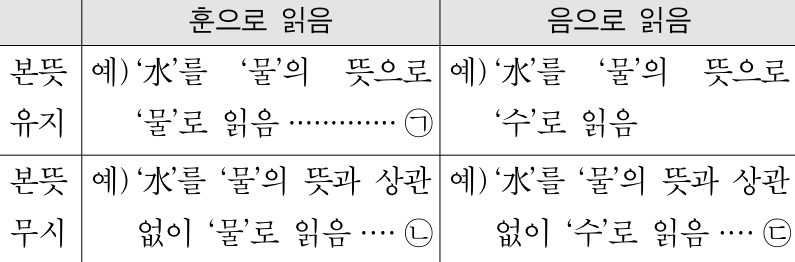 훈으로 읽음 음으로 읽음
본뜻 예) ‘水’를 ‘물’의 뜻으로 예) ‘水’를 ‘물’의 뜻으로
유지 ‘물’로 읽음 ············· ㉠ ‘수’로 읽음
본뜻 예) ‘水’를 ‘물’의 뜻과 상관 예) ‘水’를 ‘물’의 뜻과 상관
무시 없이 ‘물’로 읽음 ···· ㉡ 없이 ‘수’로 읽음 ···· ㉢